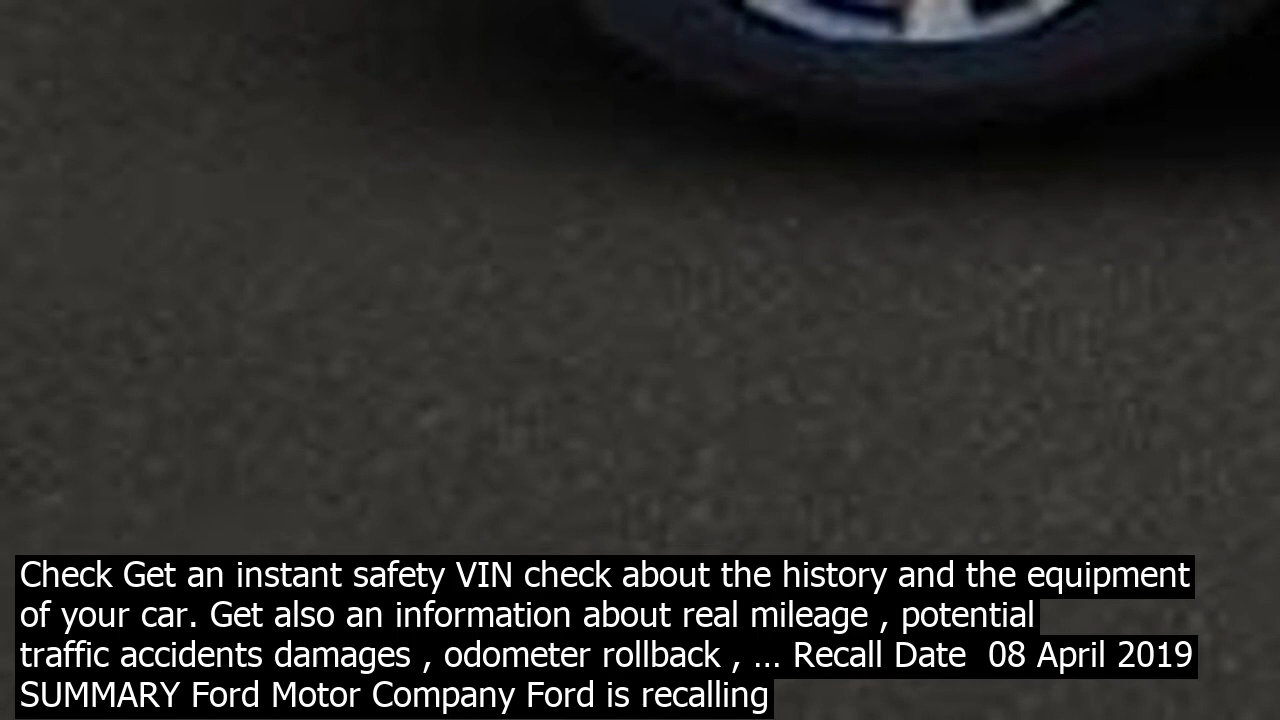 Check Get an instant safety VIN check about the history and the equipment
of your car. Get also an information about real mileage , potential
traffic accidents damages , odometer rollback , ... Recall Date  08 April 2019
SUMMARY Ford Motor Company Ford is recalling